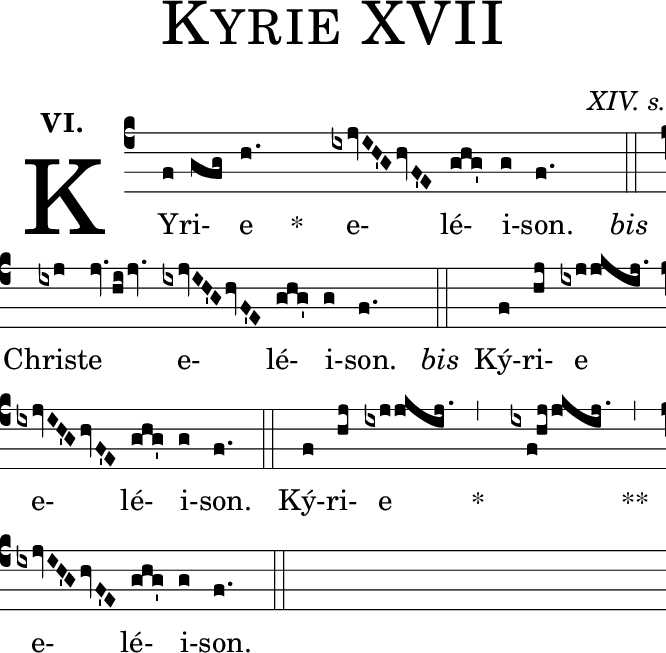 KYRIE XVII
XIV. s.
VI.
KYri- e * e- lé- i-son. bis
Christe e- lé- i-son. bis Ký-ri- e
e- lé- i-son. Ký-ri- e * **
e- lé- i-son.